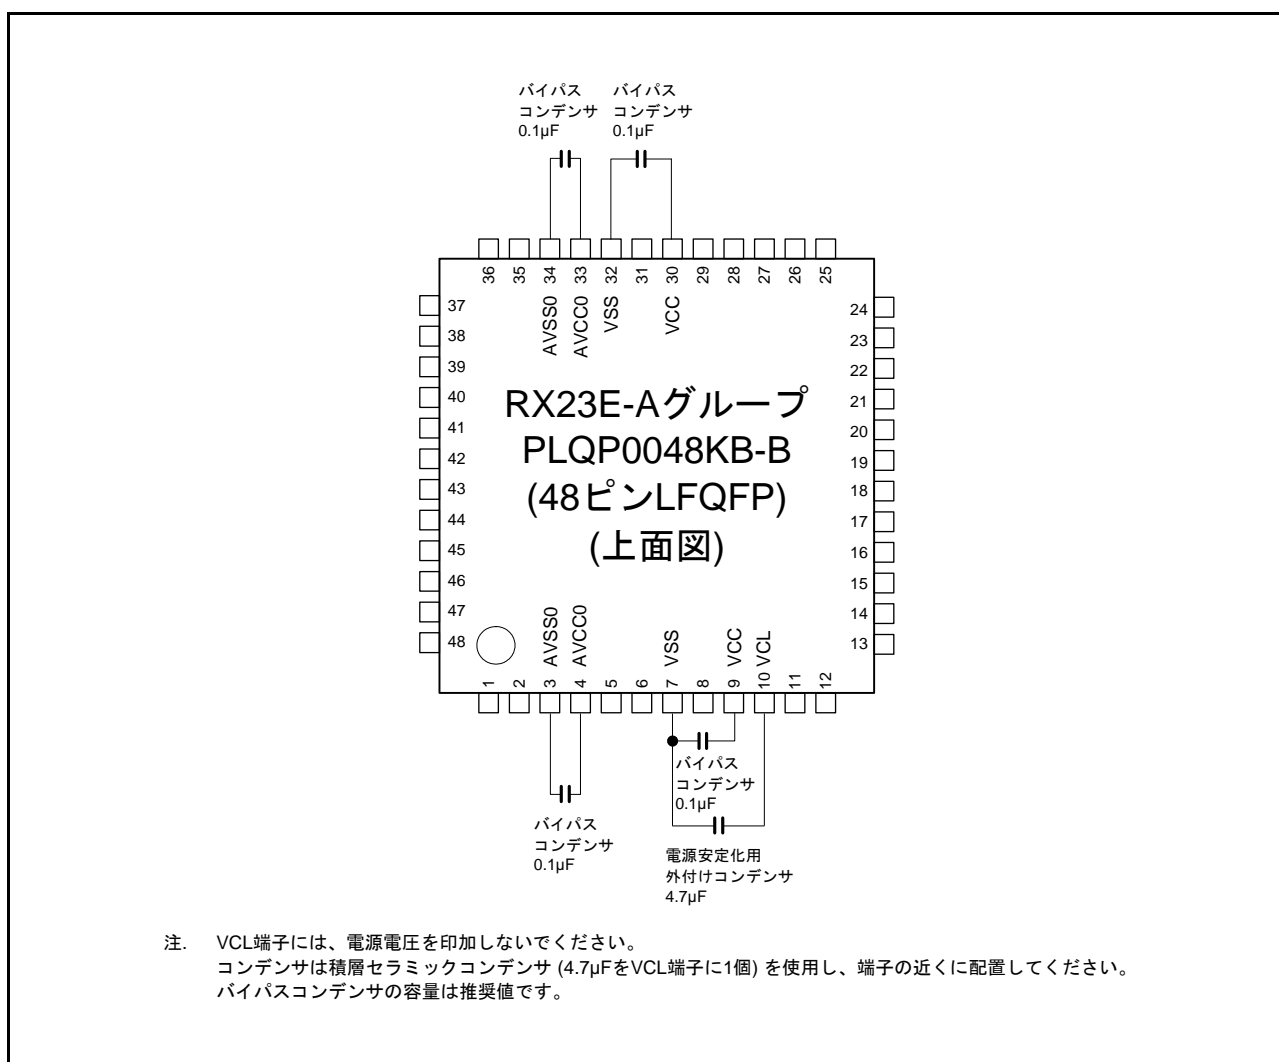 バイパス
コンデンサ
0.1µF
バイパス
コンデンサ
0.1µF
36
35
34
33
32
31
30
29
28
27
26
25
AVSS0
AVCC0
VSS
VCC
37
38
39
40
41
42
43
44
45
46
47
48
24
23
22
21
20
19
18
17
16
15
14
13
RX23E-Aグループ
PLQP0048KB-B
(48ピンLFQFP)
(上面図)
AVSS0
AVCC0
VSS
VCC
VCL
1
2
3
4
5
6
7
8
9
10
11
12
バイパス
コンデンサ
0.1µF
バイパス
コンデンサ
0.1µF
電源安定化用
外付けコンデンサ
4.7µF
注. VCL端子には、電源電圧を印加しないでください。
コンデンサは積層セラミックコンデンサ (4.7µFをVCL端子に1個) を使用し、端子の近くに配置してください。
バイパスコンデンサの容量は推奨値です。